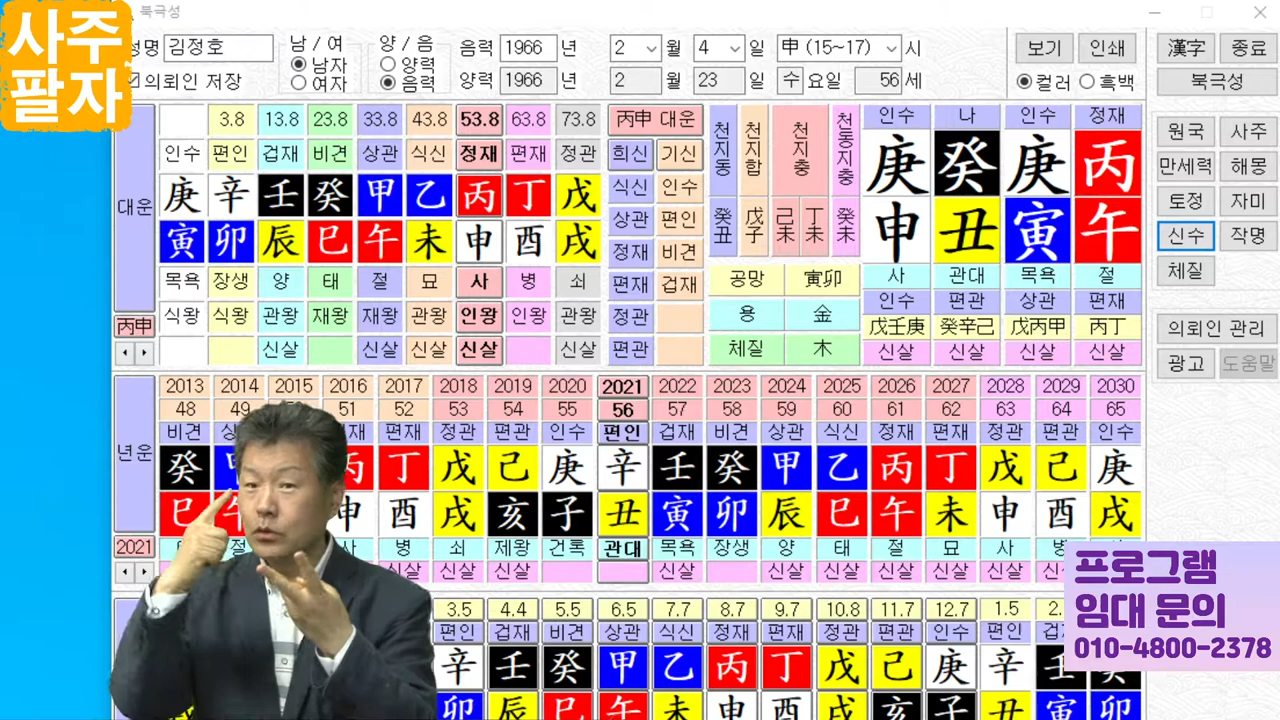 북극성
사주
팔자
성명 김정호
남 / 여
남자
여자
양 / 음
양력
음력
음력 1966 년 2 월 4 일 申 (15~17) 시
양력 1966 년 2 월 23 일 수 요일 56 세
의뢰인 저장
보기 인쇄
컬러 흑백
漢字 종료
북극성
원국 사주
만세력 해몽
토정 자미
신수 작명
체질
의뢰인 관리
광고 도움말
대운
丙申
3.8 13.8 23.8 33.8 43.8 53.8 63.8 73.8
인수 편인 겁재 비견 상관 식신 정재 편재 정관
庚 辛 壬 癸 甲 乙 丙 丁 戊
寅 卯 辰 巳 午 未 申 酉 戌
목욕 장생 양 태 절 묘 사 병 쇠
식왕 식왕 관왕 재왕 재왕 관왕 인왕 인왕 관왕
신살 신살 신살 신살 신살
丙申 대운
희신 기신
식신 인수
상관 편인
정재 비견
편재 겁재
정관
편관
천지동 천지합 천지충 천동지충
癸丑 戊子 己未 丁未 癸未
공망 寅卯
용 金
체질 木
인수 나 인수 정재
庚 癸 庚 丙
申 丑 寅 午
사 관대 목욕 절
인수 편관 상관 편재
戊壬庚 癸辛己 戊丙甲 丙丁
신살 신살 신살 신살
년운
2021
2013 2014 2015 2016 2017 2018 2019 2020 2021 2022 2023 2024 2025 2026 2027 2028 2029 2030
48 49 51 52 53 54 55 56 57 58 59 60 61 62 63 64 65
비견 편재 정관 편관 인수 편인 겁재 비견 상관 식신 정재 편재 정관 편관 인수
癸 丁 戊 己 庚 辛 壬 癸 甲 乙 丙 丁 戊 己 庚
巳 申 酉 戌 亥 子 丑 寅 卯 辰 巳 午 未 申 酉 戌
절 사 병 쇠 제왕 건록 관대 목욕 장생 양 태 절 묘 사 쇠
신살 신살 신살 신살 신살 신살 신살 신살
3.5 4.4 5.5 6.5 7.7 8.7 9.7 10.8 11.7 12.7 1.5
편인 겁재 비견 상관 식신 정재 편재 정관 편관 인수 편인
辛 壬 癸 甲 乙 丙 丁 戊 己 庚 辛
卯 辰 巳 午 未 申 酉 戌 亥 子 丑 寅 卯
프로그램
임대 문의
010-4800-2378